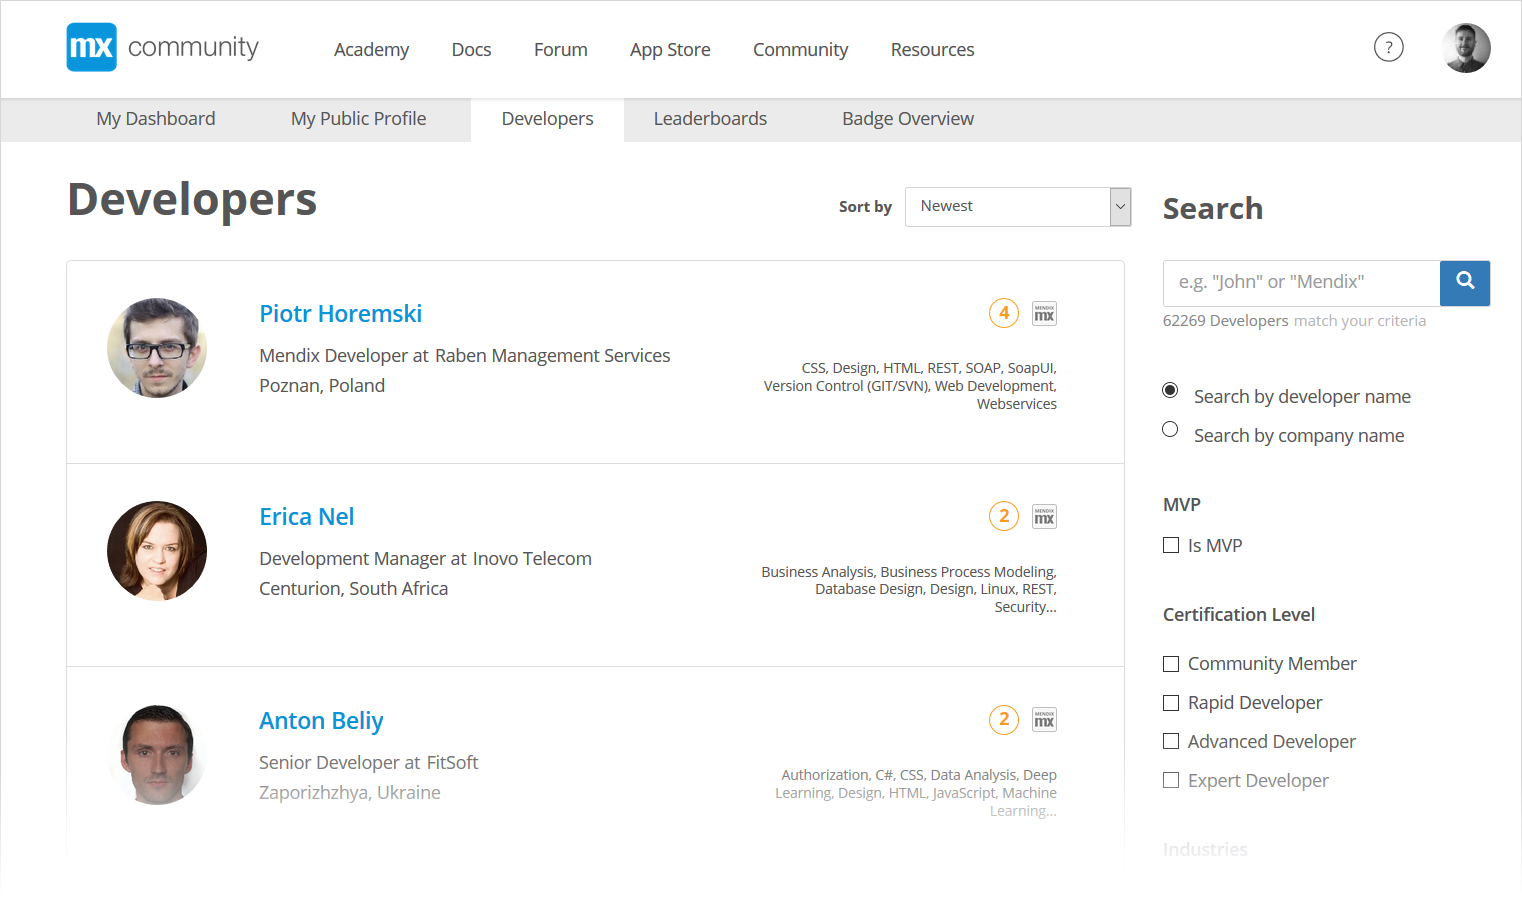 mx community
Academy
Docs
Forum
App Store
Community
Resources
?
My Dashboard
My Public Profile
Developers
Leaderboards
Badge Overview
Developers
Sort by
Newest
Piotr Horemski
Mendix Developer at Raben Management Services
Poznan, Poland
4
MENDIX
mx
CSS, Design, HTML, REST, SOAP, SoapUI,
Version Control (GIT/SVN), Web Development,
Webservices
Erica Nel
Development Manager at Inovo Telecom
Centurion, South Africa
2
MENDIX
mx
Business Analysis, Business Process Modeling,
Database Design, Design, Linux, REST,
Security...
Anton Beliy
Senior Developer at FitSoft
Zaporizhzhya, Ukraine
2
MENDIX
mx
Authorization, C#, CSS, Data Analysis, Deep
Learning, Design, HTML, JavaScript, Machine
Learning...
Search
e.g. "John" or "Mendix"
62269 Developers match your criteria
Search by developer name
Search by company name
MVP
Is MVP
Certification Level
Community Member
Rapid Developer
Advanced Developer
Expert Developer
Industries